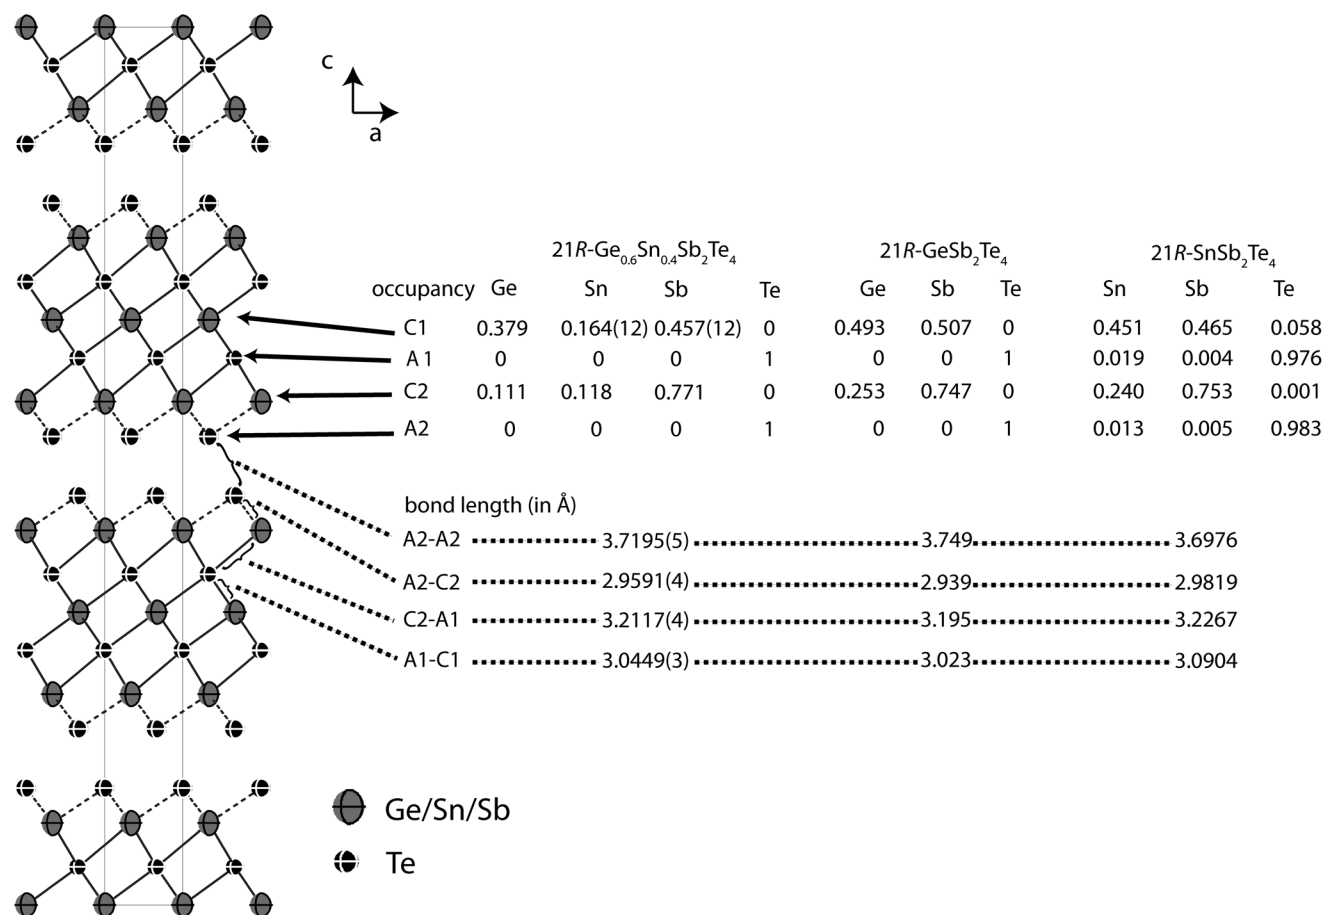 c
a
21R-Ge0.6Sn0.4Sb2Te4 21R-GeSb2Te4 21R-SnSb2Te4
occupancy Ge Sn Sb Te Ge Sb Te Sn Sb Te
C1 0.379 0.164(12) 0.457(12) 0 0.493 0.507 0 0.451 0.465 0.058
A1 0 0 0 1 0 0 1 0.019 0.004 0.976
C2 0.111 0.118 0.771 0 0.253 0.747 0 0.240 0.753 0.001
A2 0 0 0 1 0 0 1 0.013 0.005 0.983
bond length (in Å)
A2-A2 3.7195(5) 3.749 3.6976
A2-C2 2.9591(4) 2.939 2.9819
C2-A1 3.2117(4) 3.195 3.2267
A1-C1 3.0449(3) 3.023 3.0904
Ge/Sn/Sb
Te